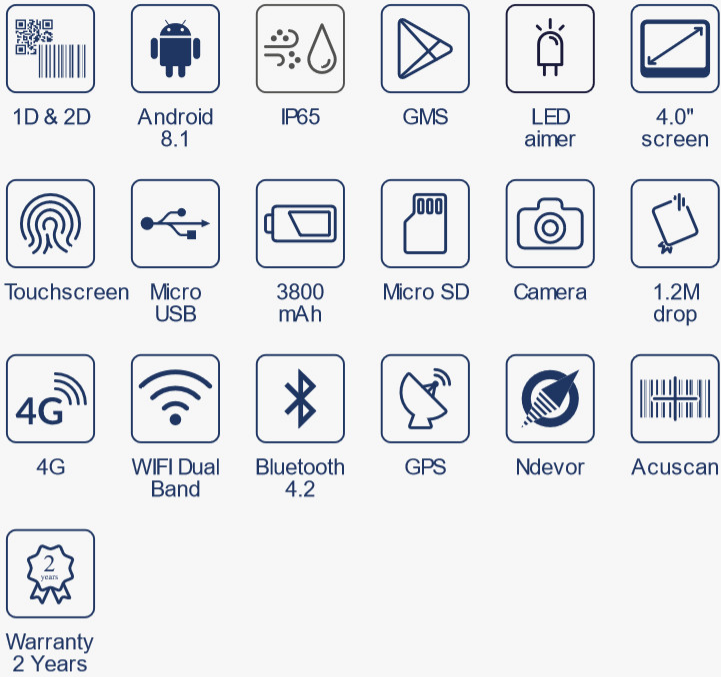 1D & 2D
Android
8.1
IP65
GMS
LED
aimer
4.0"
screen
Touchscreen
Micro
USB
3800
mAh
Micro SD
Camera
1.2M
drop
4G
4G
WIFI Dual
Band
Bluetooth
4.2
GPS
Ndevor
Acuscan
2
years
Warranty
2 Years